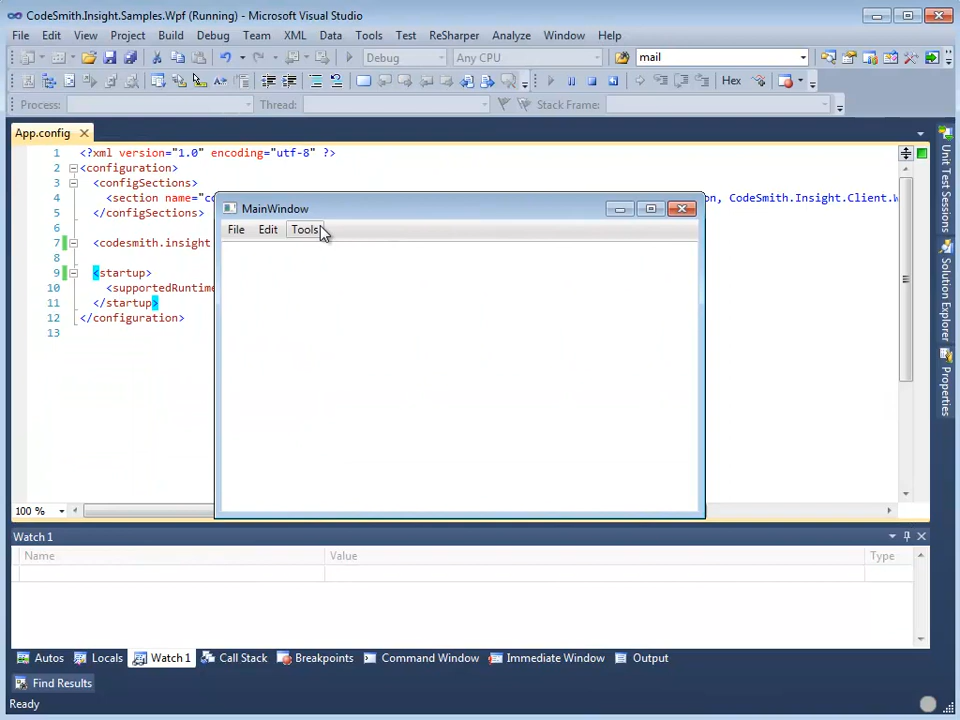 CodeSmith.Insight.Samples.Wpf (Running) - Microsoft Visual Studio
File Edit View Project Build Debug Team XML Data Tools Test ReSharper Analyze Window Help
Debug Any CPU mail
Hex
Process: Thread: Stack Frame:
App.config
1 <?xml version="1.0" encoding="utf-8" ?>
2 <configuration>
3 <configSections>
4 <section name="co on, CodeSmith.Insight.Client.W
5 </configSections>
6
7 <codesmith.insight
8
9 <startup>
10 <supportedRuntime
11 </startup>
12 </configuration>
13
MainWindow
File Edit Tools
100 %
Unit Test Sessions
Solution Explorer
Properties
Watch 1
Name Value Type
Autos Locals Watch 1 Call Stack Breakpoints Command Window Immediate Window Output
Find Results
Ready